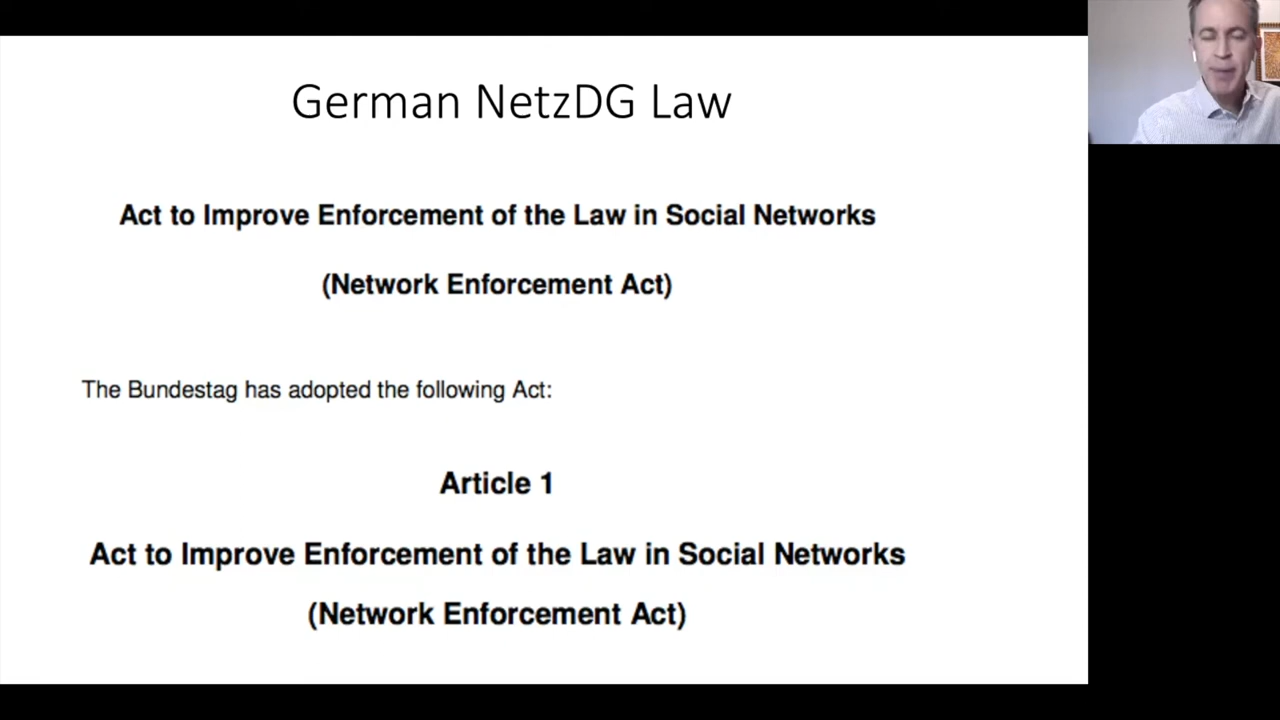 German NetzDG Law
Act to Improve Enforcement of the Law in Social Networks
(Network Enforcement Act)
The Bundestag has adopted the following Act:
Article 1
Act to Improve Enforcement of the Law in Social Networks
(Network Enforcement Act)